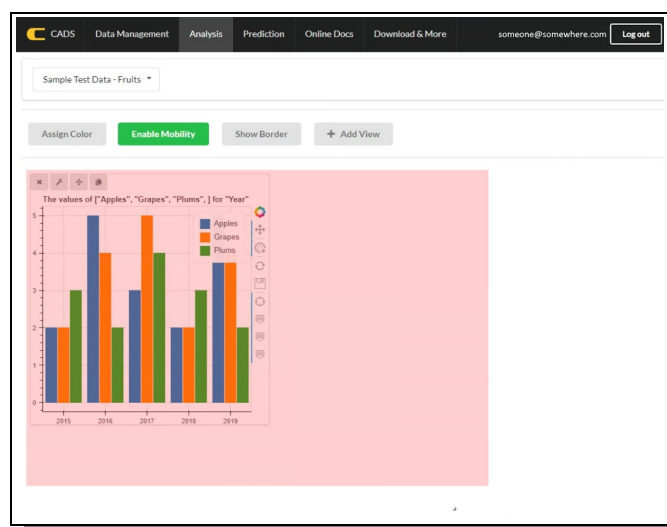 CADS Data Management Analysis Prediction Online Docs Download & More someone@somewhere.com Log out
Sample Test Data - Fruits
Assign Color Enable Mobility Show Border + Add View
The values of ["Apples", "Grapes", "Plums", ] for "Year"
Apples
Grapes
Plums
5
4
3
2
1
0
2015 2016 2017 2018 2019